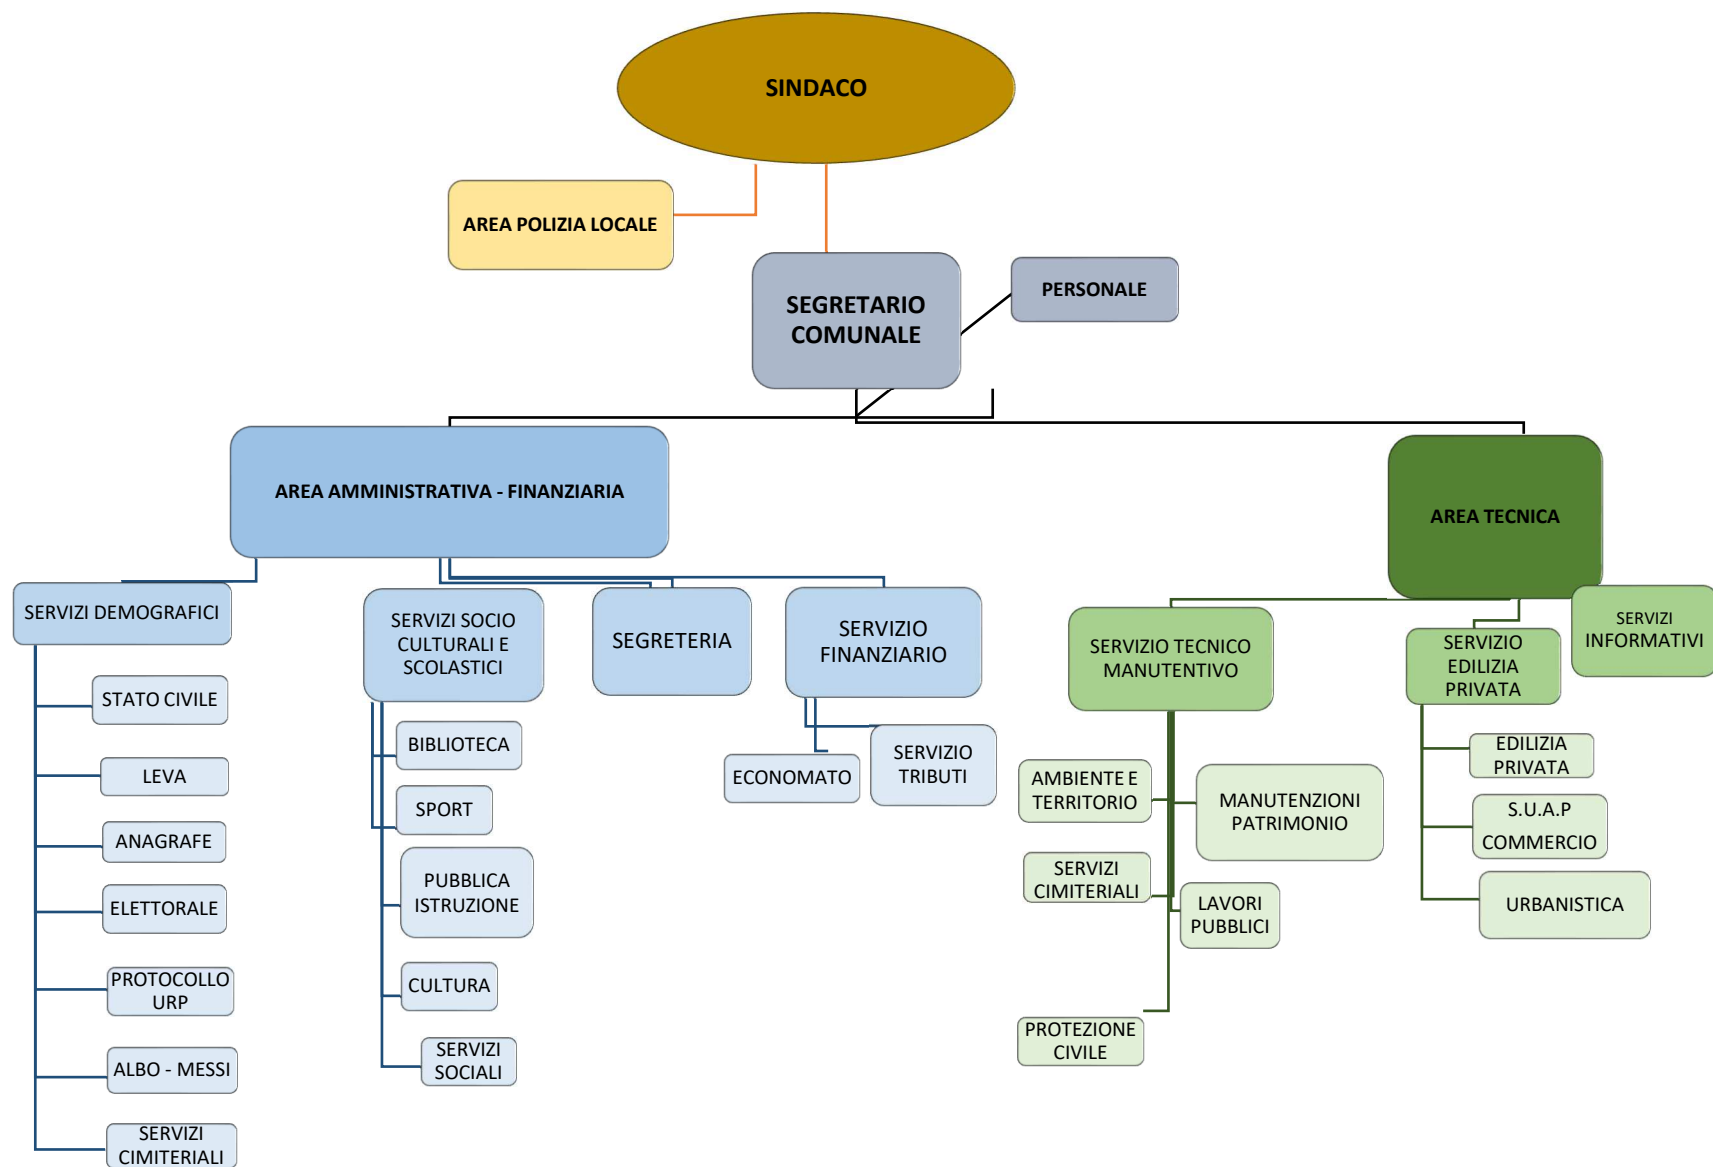 SINDACO
AREA POLIZIA LOCALE
SEGRETARIO
COMUNALE
PERSONALE
AREA AMMINISTRATIVA - FINANZIARIA
AREA TECNICA
SERVIZI DEMOGRAFICI
STATO CIVILE
LEVA
ANAGRAFE
ELETTORALE
PROTOCOLLO
URP
ALBO - MESSI
SERVIZI
CIMITERIALI
SERVIZI SOCIO
CULTURALI E
SCOLASTICI
BIBLIOTECA
SPORT
PUBBLICA
ISTRUZIONE
CULTURA
SERVIZI
SOCIALI
SEGRETERIA
SERVIZIO
FINANZIARIO
ECONOMATO
SERVIZIO
TRIBUTI
SERVIZIO TECNICO
MANUTENTIVO
AMBIENTE E
TERRITORIO
MANUTENZIONI
PATRIMONIO
SERVIZI
CIMITERIALI
LAVORI
PUBBLICI
PROTEZIONE
CIVILE
SERVIZIO
EDILIZIA
PRIVATA
EDILIZIA
PRIVATA
S.U.A.P
COMMERCIO
URBANISTICA
SERVIZI
INFORMATIVI